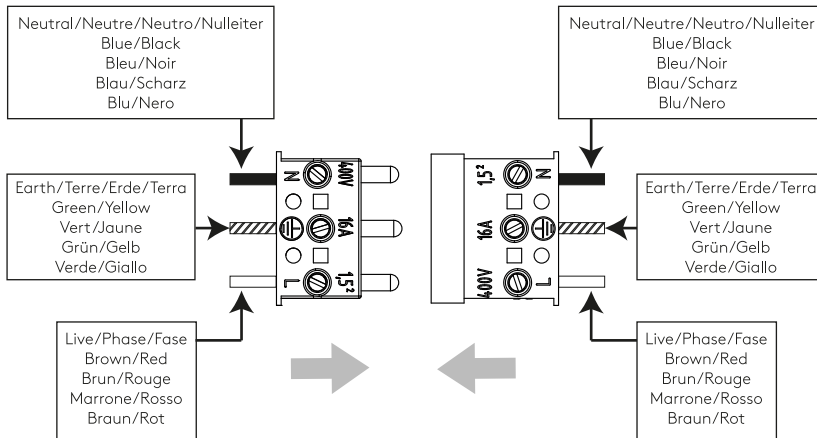 Neutral/Neutre/Neutro/Nulleiter
Blue/Black
Bleu/Noir
Blau/Scharz
Blu/Nero
Earth/Terre/Erde/Terra
Green/Yellow
Vert/Jaune
Grün/Gelb
Verde/Giallo
Live/Phase/Fase
Brown/Red
Brun/Rouge
Marrone/Rosso
Braun/Rot
N
400V
16A
L
1,5²
1,5²
N
16A
400V
L
Neutral/Neutre/Neutro/Nulleiter
Blue/Black
Bleu/Noir
Blau/Scharz
Blu/Nero
Earth/Terre/Erde/Terra
Green/Yellow
Vert/Jaune
Grün/Gelb
Verde/Giallo
Live/Phase/Fase
Brown/Red
Brun/Rouge
Marrone/Rosso
Braun/Rot